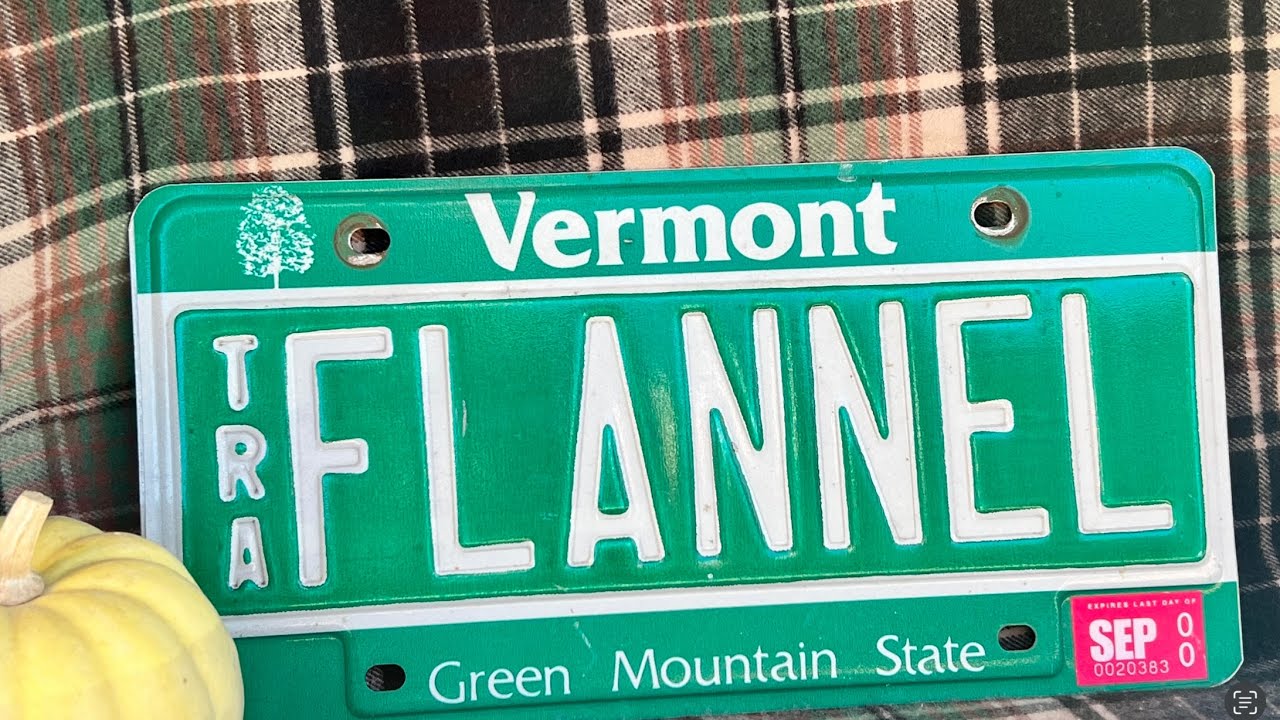 Vermont
TRA
FLANNEL
Green Mountain State
EXPIRES LAST DAY OF
SEP 00
0020383